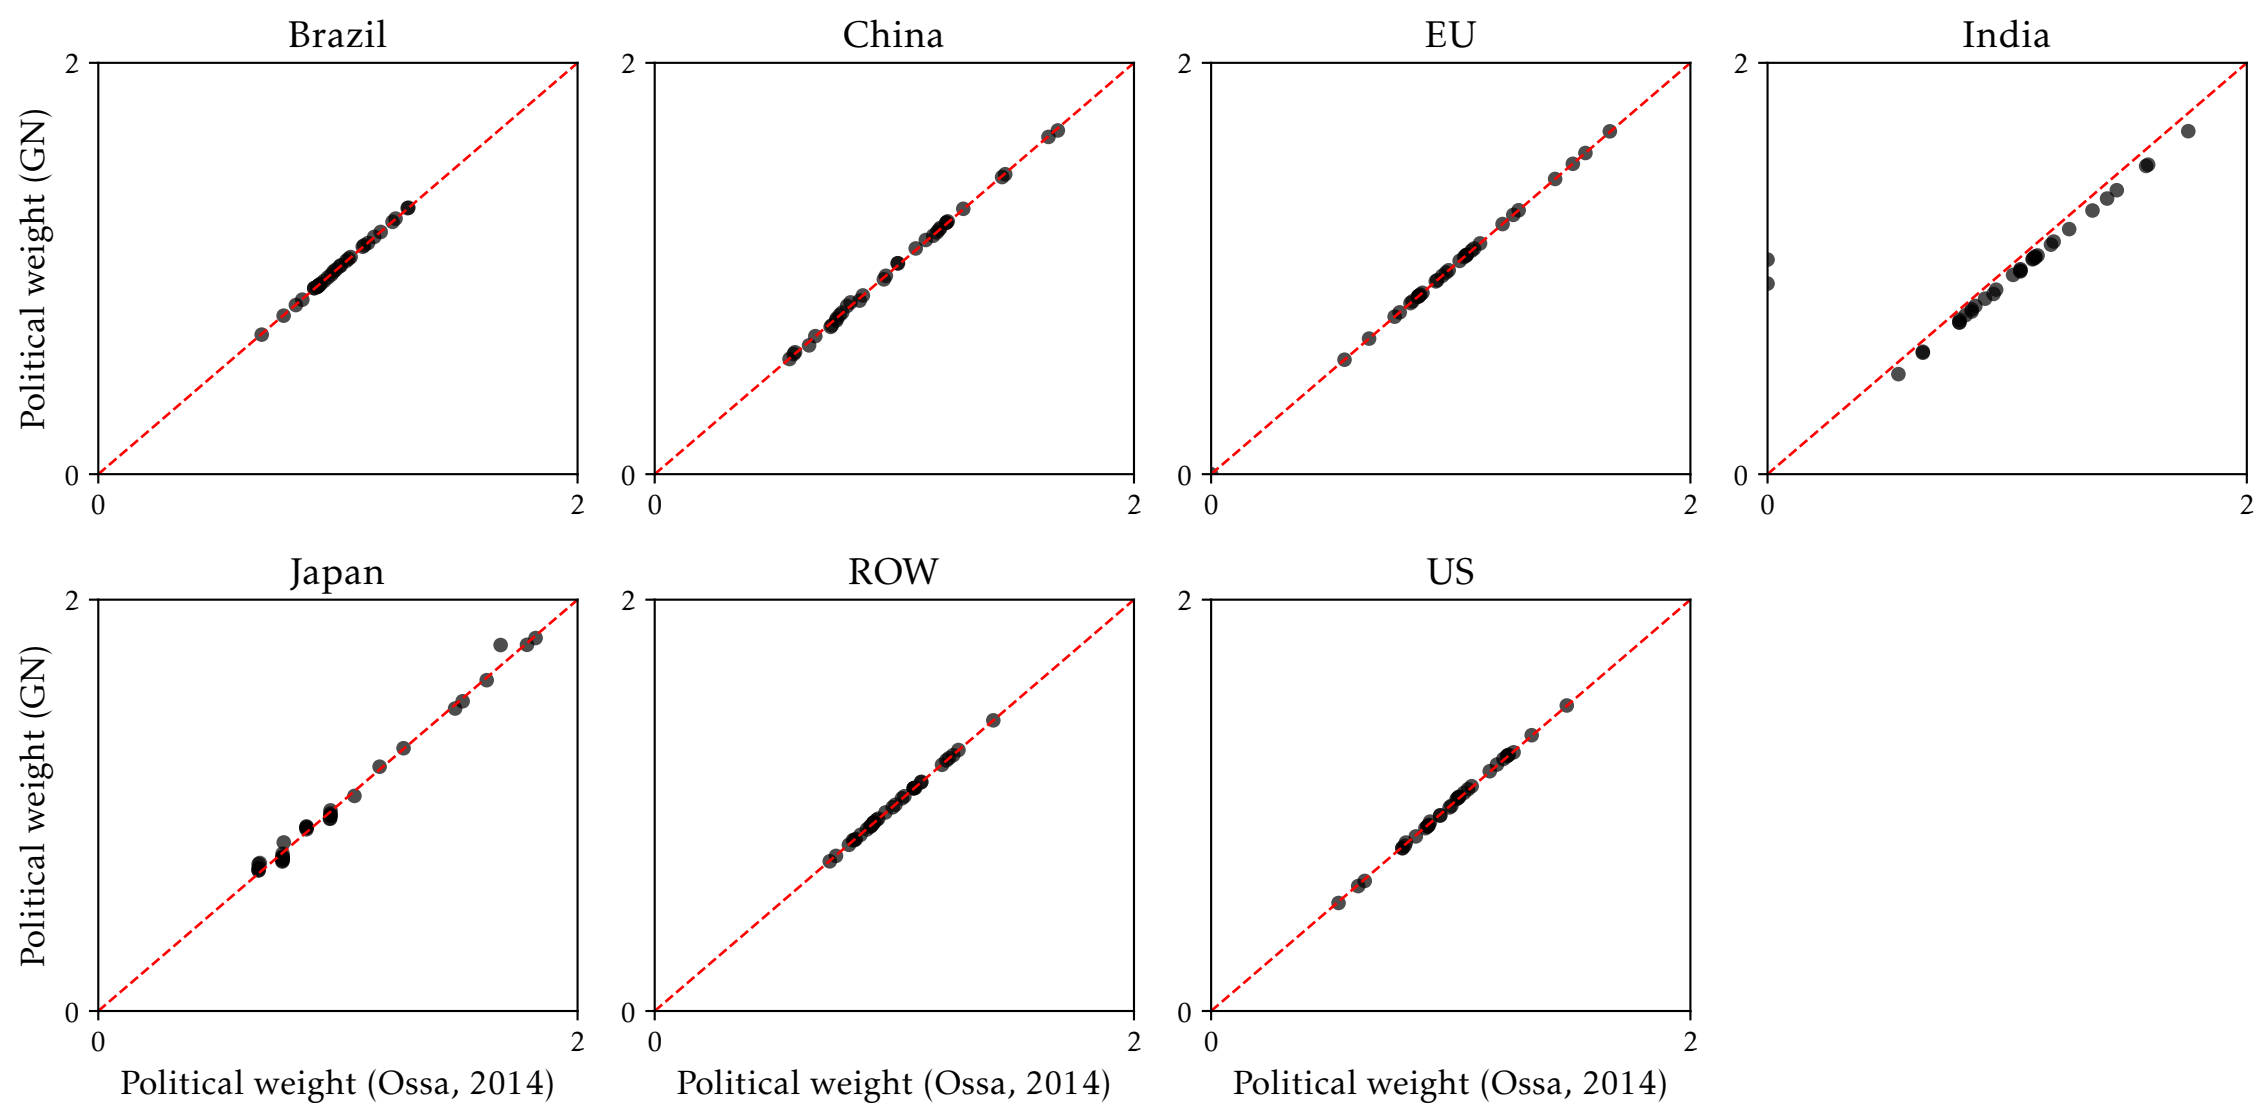 Brazil China EU India
2 2 2 2
Political weight (GN)
0 0 0 0
0 2 0 2 0 2 0 2
Japan ROW US
2 2 2
Political weight (GN)
0 0 0
0 2 0 2 0 2
Political weight (Ossa, 2014) Political weight (Ossa, 2014) Political weight (Ossa, 2014)